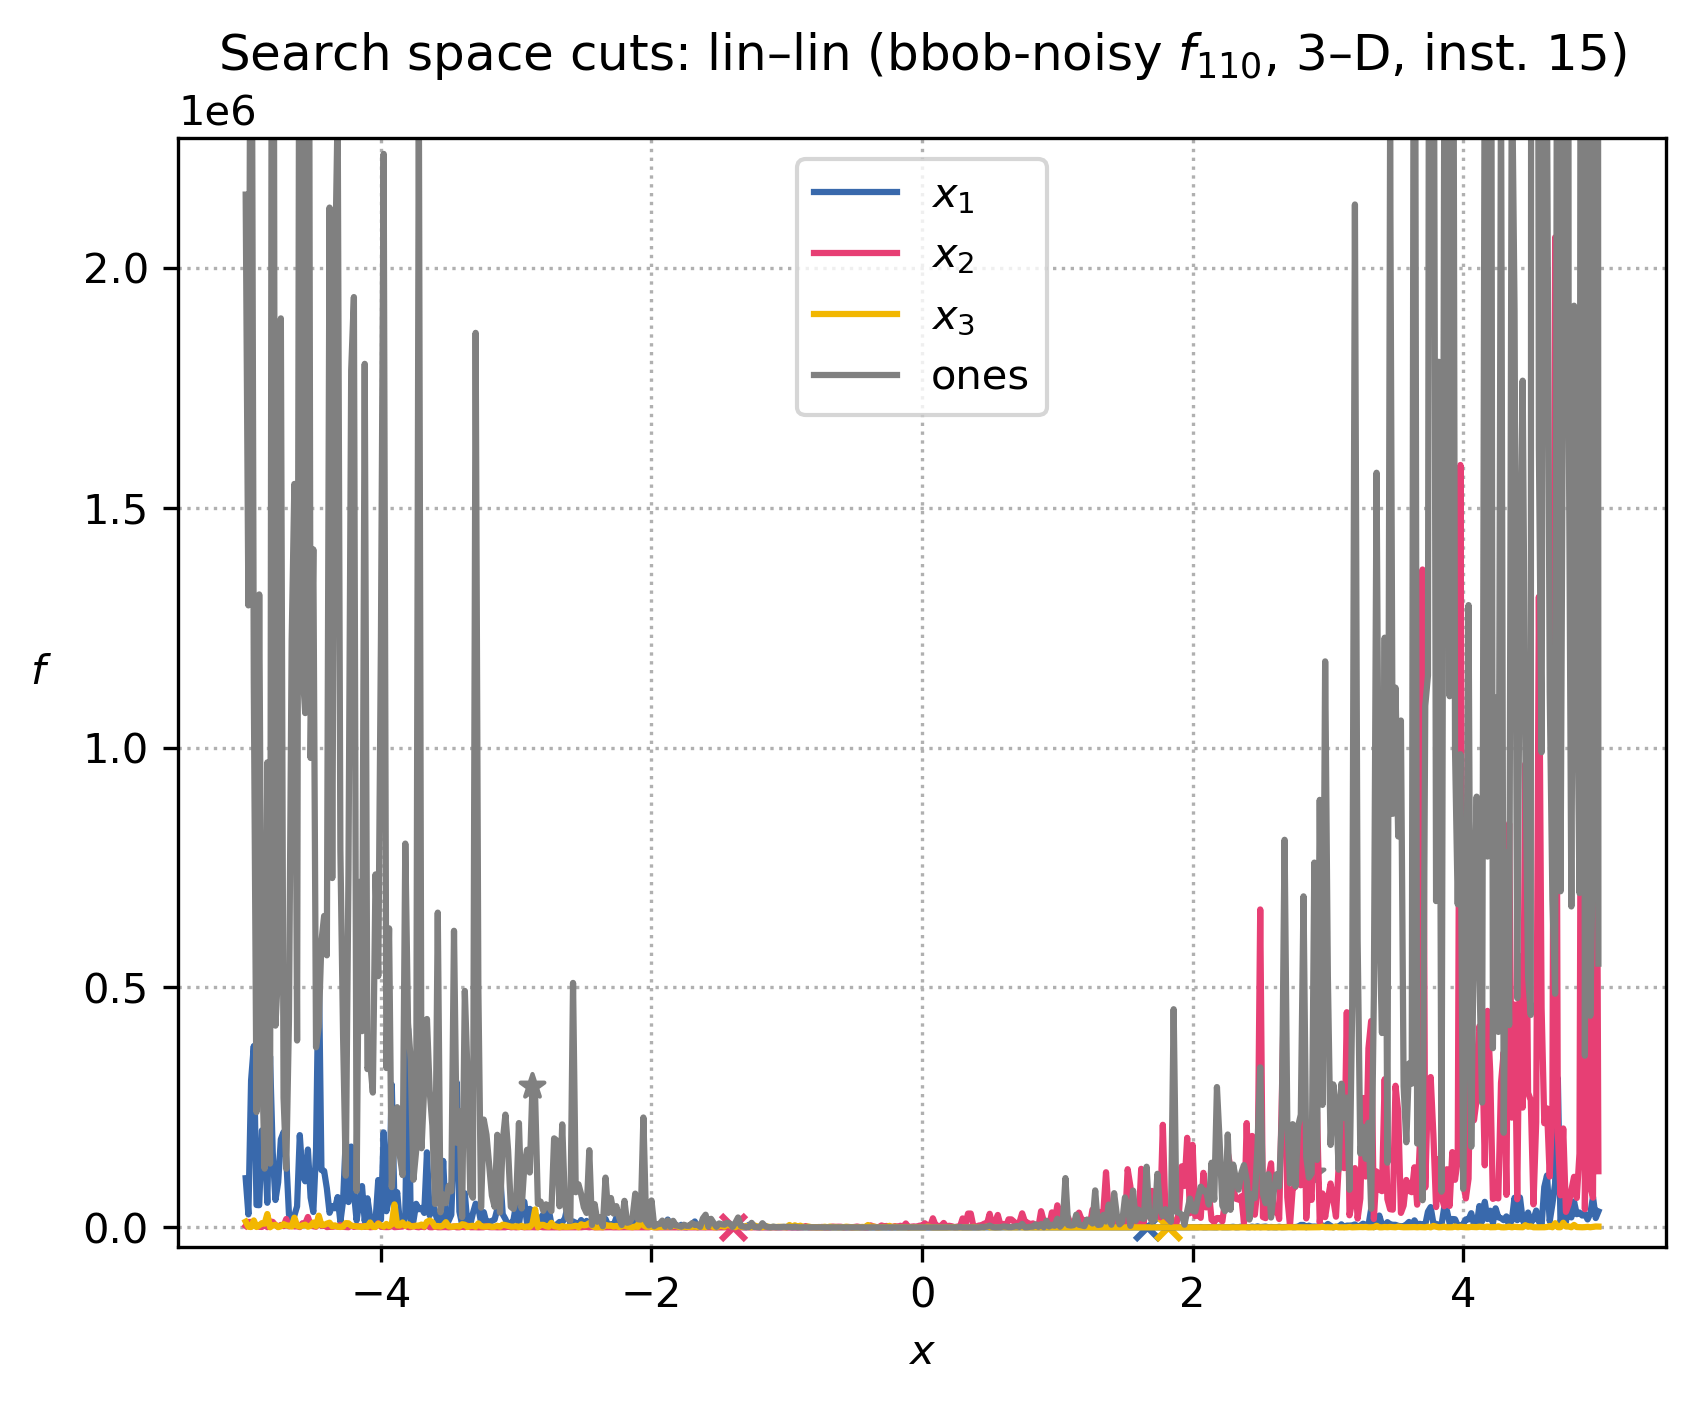 Search space cuts: lin–lin (bbob-noisy f₁₁₀, 3–D, inst. 15)
1e6
x₁
x₂
x₃
ones
2.0
1.5
1.0
0.5
0.0
f
−4 −2 0 2 4
x